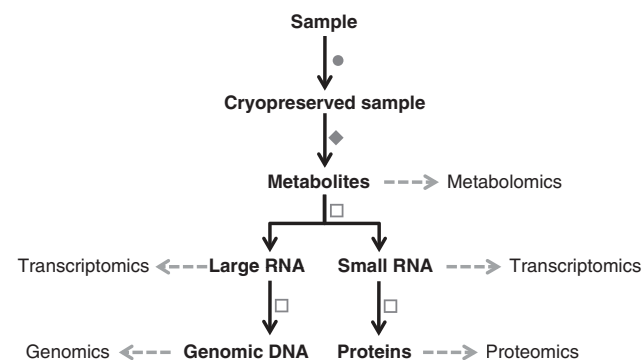 Sample
Cryopreserved sample
Metabolites Metabolomics
Transcriptomics Large RNA Small RNA Transcriptomics
Genomics Genomic DNA Proteins Proteomics